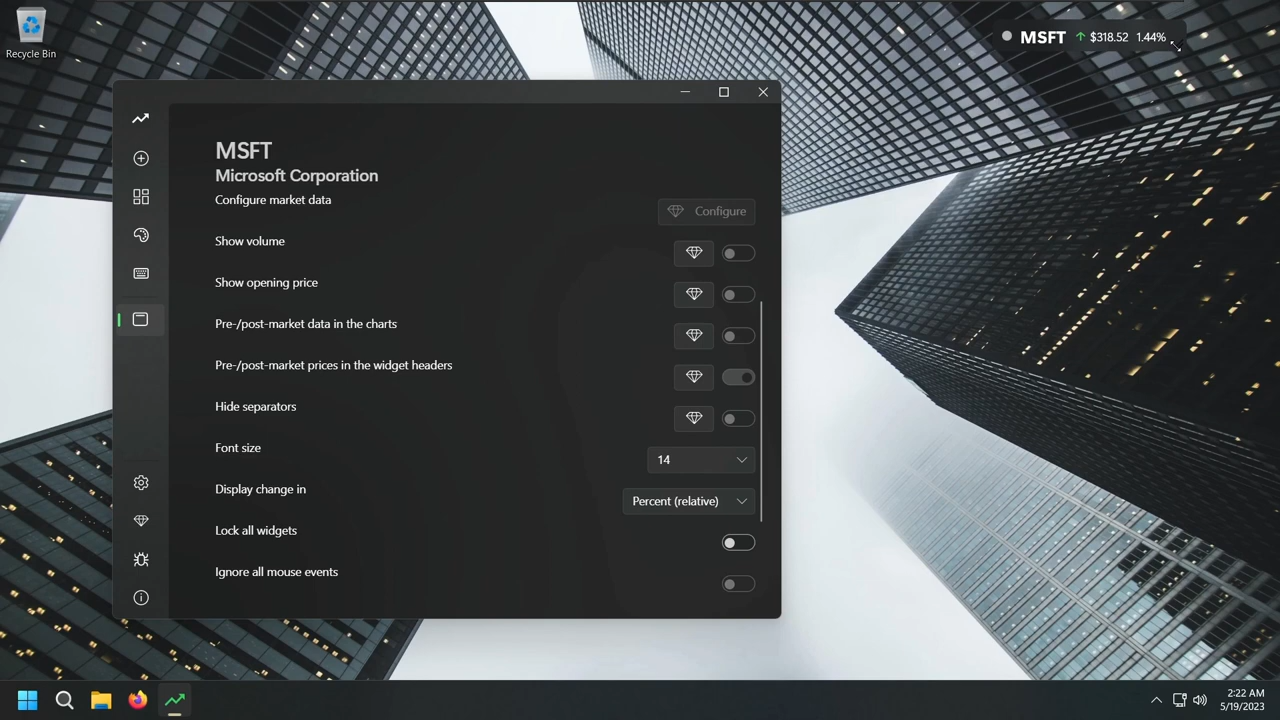 Recycle Bin
MSFT $318.52 1.44%
MSFT
Microsoft Corporation
Configure market data
Configure
Show volume
Show opening price
Pre-/post-market data in the charts
Pre-/post-market prices in the widget headers
Hide separators
Font size
14
Display change in
Percent (relative)
Lock all widgets
Ignore all mouse events
2:22 AM
5/19/2023